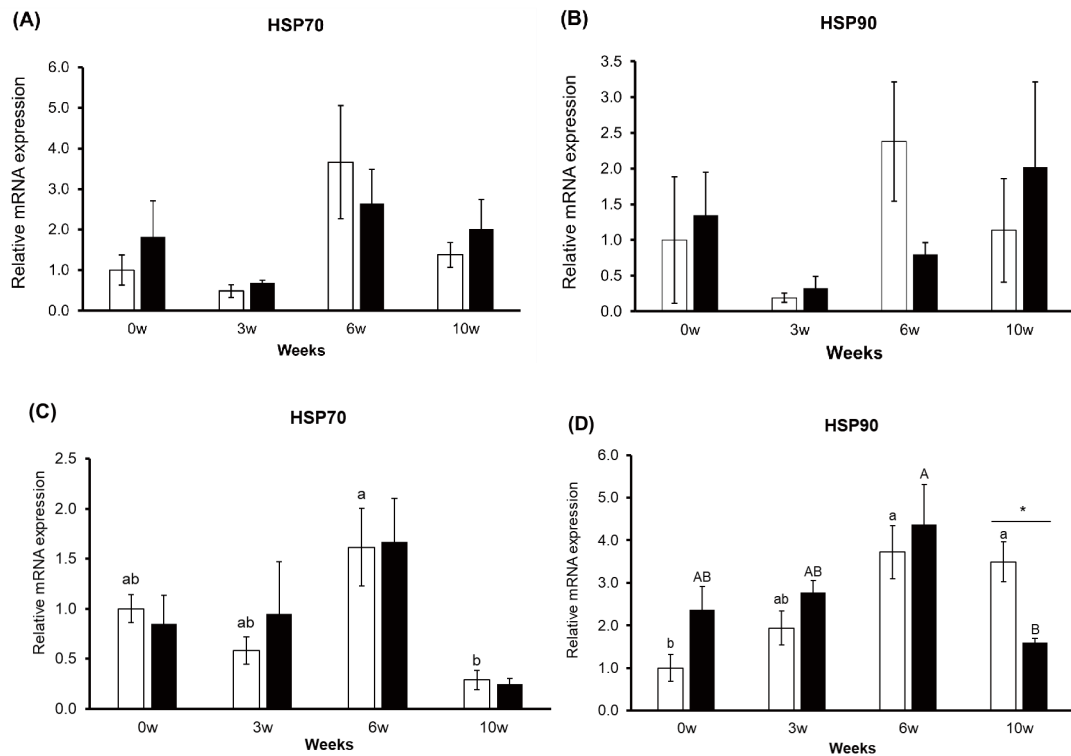 (A)
HSP70
Relative mRNA expression
6.0
5.0
4.0
3.0
2.0
1.0
0.0
0w 3w 6w 10w
Weeks
(B)
HSP90
Relative mRNA expression
3.5
3.0
2.5
2.0
1.5
1.0
0.5
0.0
0w 3w 6w 10w
Weeks
(C)
HSP70
Relative mRNA expression
2.5
2.0
1.5
1.0
0.5
0.0
ab ab a b
0w 3w 6w 10w
Weeks
(D)
HSP90
Relative mRNA expression
6.0
5.0
4.0
3.0
2.0
1.0
0.0
b AB ab AB a A a B
*
0w 3w 6w 10w
Weeks